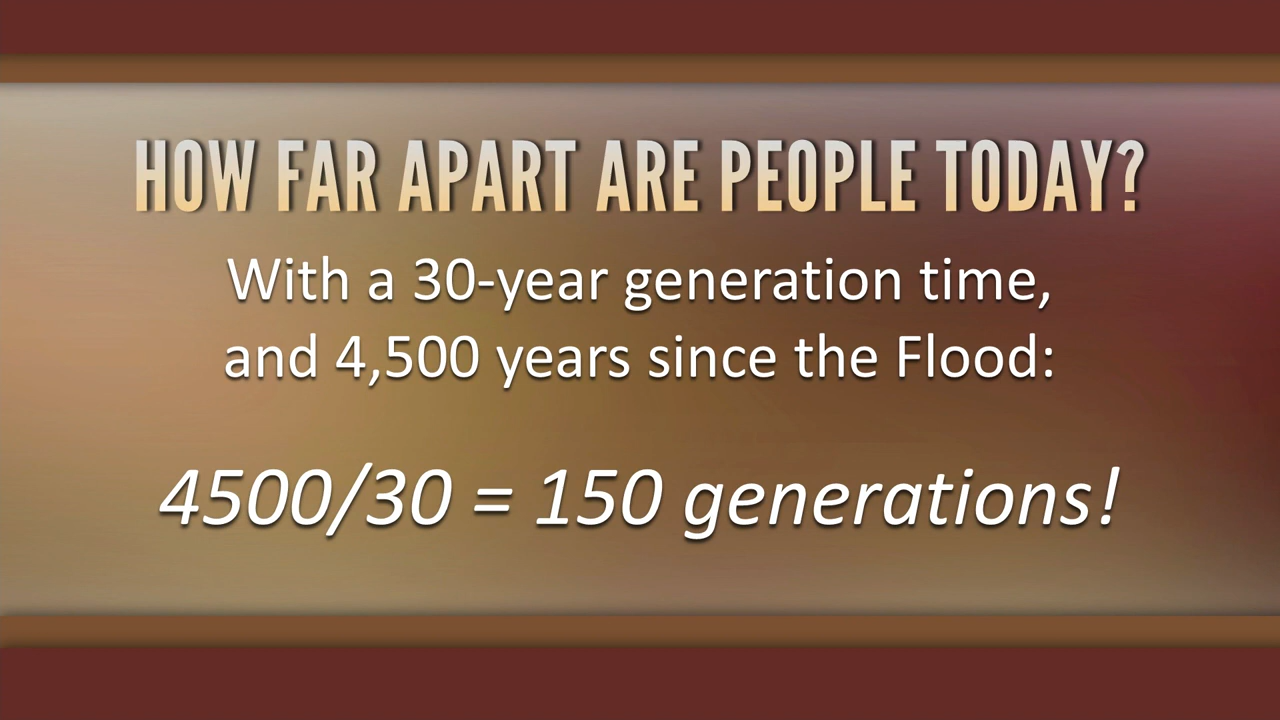 HOW FAR APART ARE PEOPLE TODAY?
With a 30-year generation time,
and 4,500 years since the Flood:
4500/30 = 150 generations!